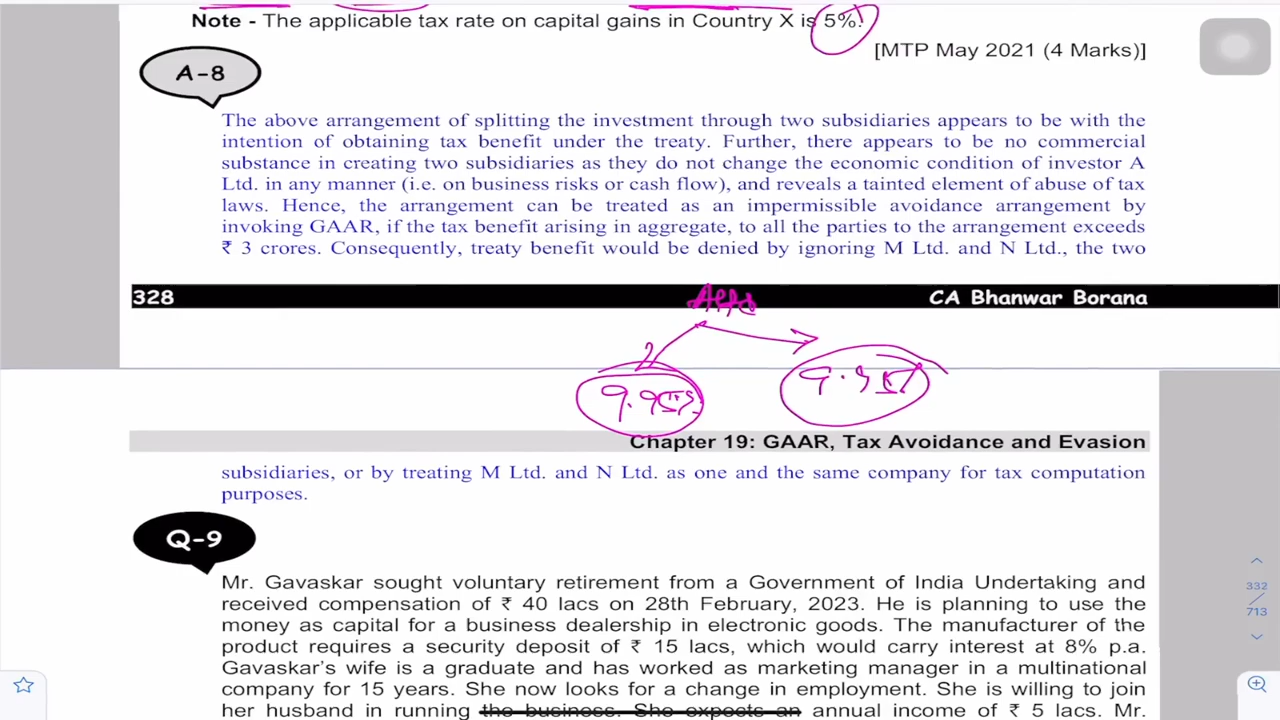 Note - The applicable tax rate on capital gains in Country X is 5%.
[MTP May 2021 (4 Marks)]
A-8
The above arrangement of splitting the investment through two subsidiaries appears to be with the
intention of obtaining tax benefit under the treaty. Further, there appears to be no commercial
substance in creating two subsidiaries as they do not change the economic condition of investor A
Ltd. in any manner (i.e. on business risks or cash flow), and reveals a tainted element of abuse of tax
laws. Hence, the arrangement can be treated as an impermissible avoidance arrangement by
invoking GAAR, if the tax benefit arising in aggregate, to all the parties to the arrangement exceeds
₹ 3 crores. Consequently, treaty benefit would be denied by ignoring M Ltd. and N Ltd., the two
328
CA Bhanwar Borana
9.95%
Chapter 19: GAAR, Tax Avoidance and Evasion
subsidiaries, or by treating M Ltd. and N Ltd. as one and the same company for tax computation
purposes.
Q-9
Mr. Gavaskar sought voluntary retirement from a Government of India Undertaking and
received compensation of ₹ 40 lacs on 28th February, 2023. He is planning to use the
money as capital for a business dealership in electronic goods. The manufacturer of the
product requires a security deposit of ₹ 15 lacs, which would carry interest at 8% p.a.
Gavaskar's wife is a graduate and has worked as marketing manager in a multinational
company for 15 years. She now looks for a change in employment. She is willing to join
her husband in running the business. She expects an annual income of ₹ 5 lacs. Mr.
332
713